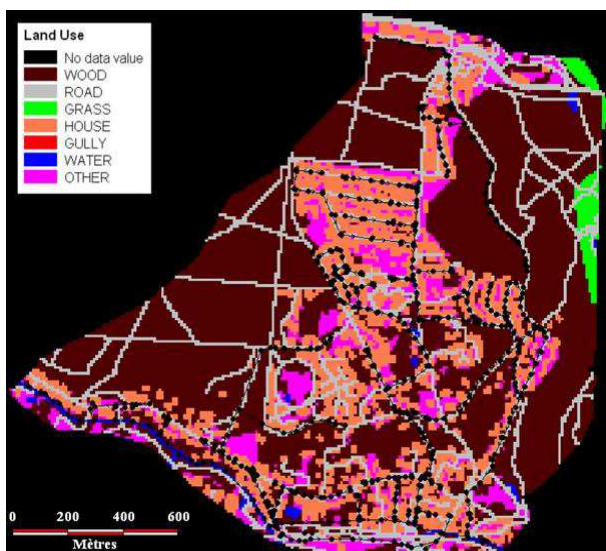 Land Use
No data value
WOOD
ROAD
GRASS
HOUSE
GULLY
WATER
OTHER
0 200 400 600
Mètres